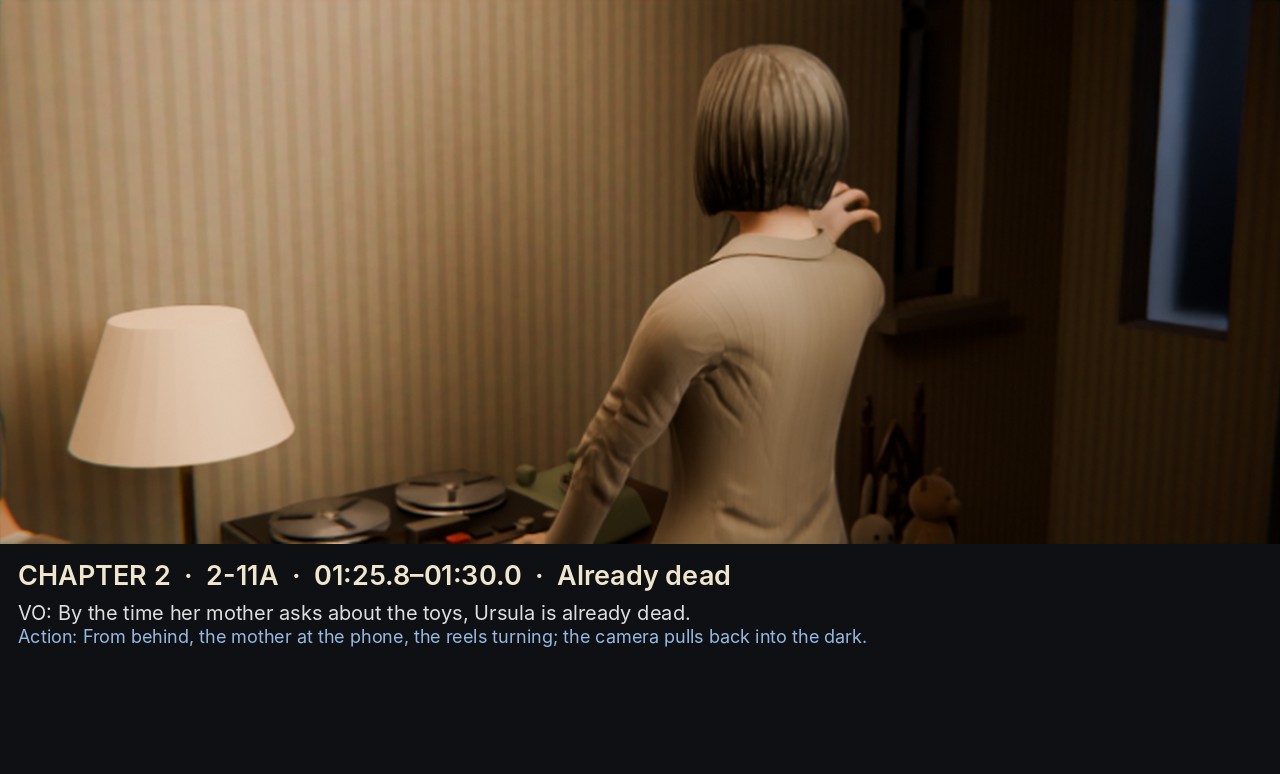 CHAPTER 2 · 2-11A · 01:25.8–01:30.0 · Already dead
VO: By the time her mother asks about the toys, Ursula is already dead.
Action: From behind, the mother at the phone, the reels turning; the camera pulls back into the dark.